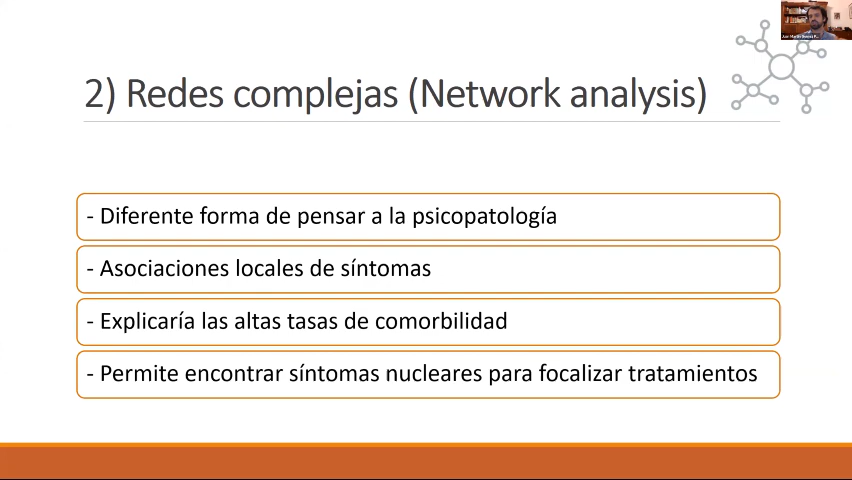 2) Redes complejas (Network analysis)
- Diferente forma de pensar a la psicopatología
- Asociaciones locales de síntomas
- Explicaría las altas tasas de comorbilidad
- Permite encontrar síntomas nucleares para focalizar tratamientos